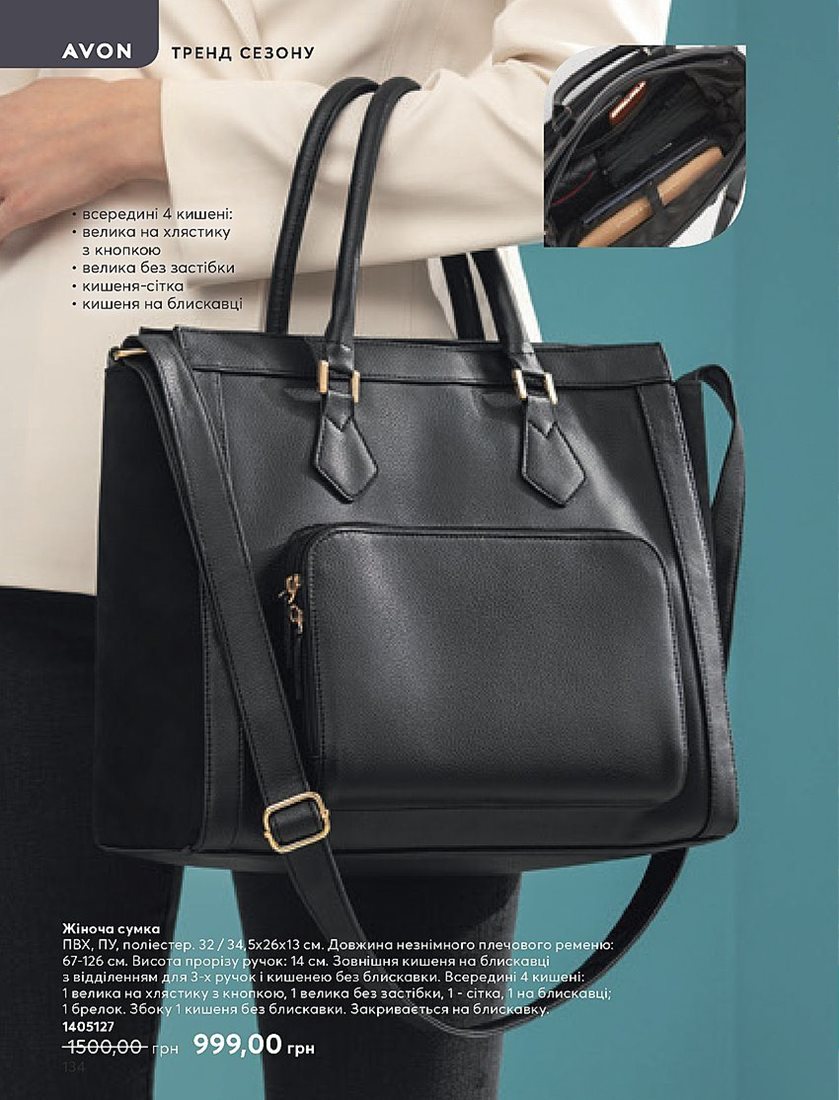 AVON
ТРЕНД СЕЗОНУ
• всередині 4 кишені:
• велика на хлястику
з кнопкою
• велика без застібки
• кишеня-сітка
• кишеня на блискавці
Жіноча сумка
ПВХ, ПУ, поліестер. 32 / 34,5х26х13 см. Довжина незнімного плечового ременю:
67-126 см. Висота прорізу ручок: 14 см. Зовнішня кишеня на блискавці
з відділенням для 3-х ручок і кишенею без блискавки. Всередині 4 кишені:
1 велика на хлястику з кнопкою, 1 велика без застібки, 1 - сітка, 1 на блискавці;
1 брелок. Збоку 1 кишеня без блискавки. Закривається на блискавку.
1405127
1500,00 грн 999,00 грн
134